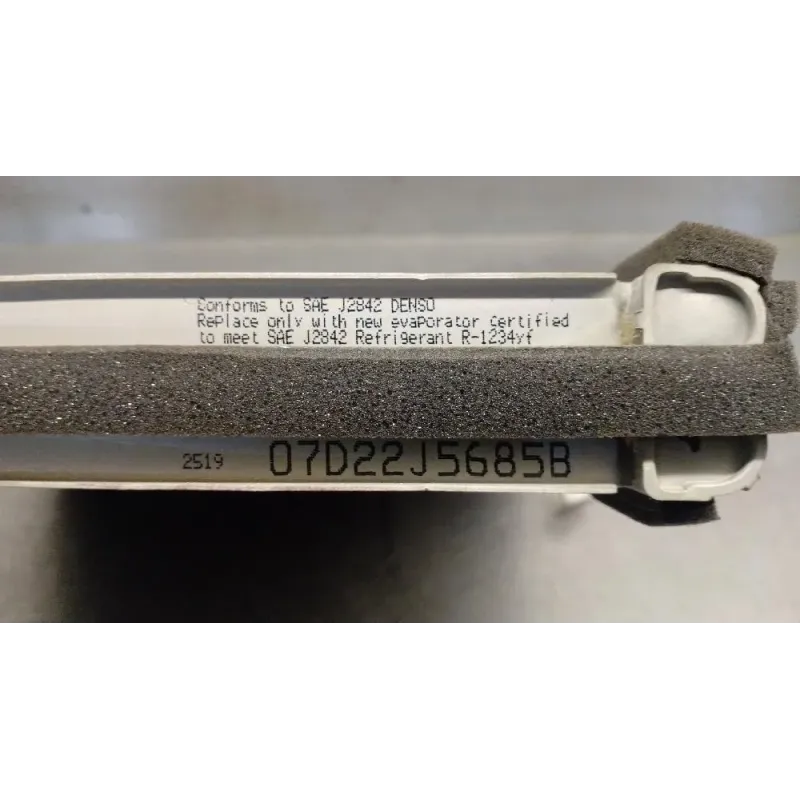 Conforms to SAE J2842 DENSO
Replace only with new evaporator certified
to meet SAE J2842 Refrigerant R-1234yf
2519 07D22J5685B